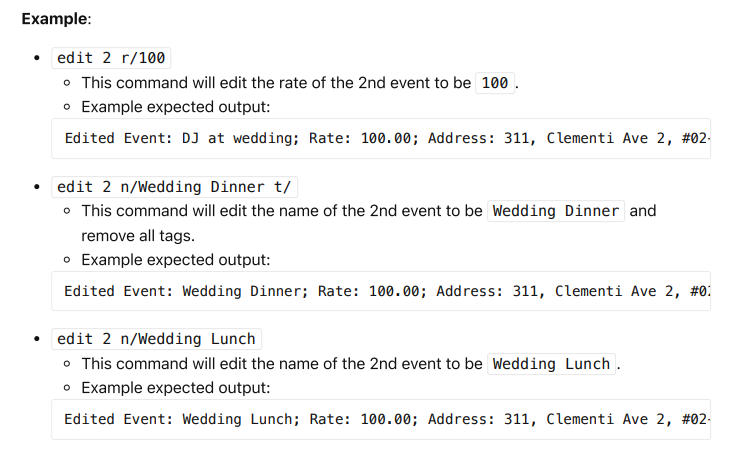 Example:
edit 2 r/100
This command will edit the rate of the 2nd event to be 100 .
Example expected output:
Edited Event: DJ at wedding; Rate: 100.00; Address: 311, Clementi Ave 2, #02-
edit 2 n/Wedding Dinner t/
This command will edit the name of the 2nd event to be Wedding Dinner and
remove all tags.
Example expected output:
Edited Event: Wedding Dinner; Rate: 100.00; Address: 311, Clementi Ave 2, #02
edit 2 n/Wedding Lunch
This command will edit the name of the 2nd event to be Wedding Lunch .
Example expected output:
Edited Event: Wedding Lunch; Rate: 100.00; Address: 311, Clementi Ave 2, #02-